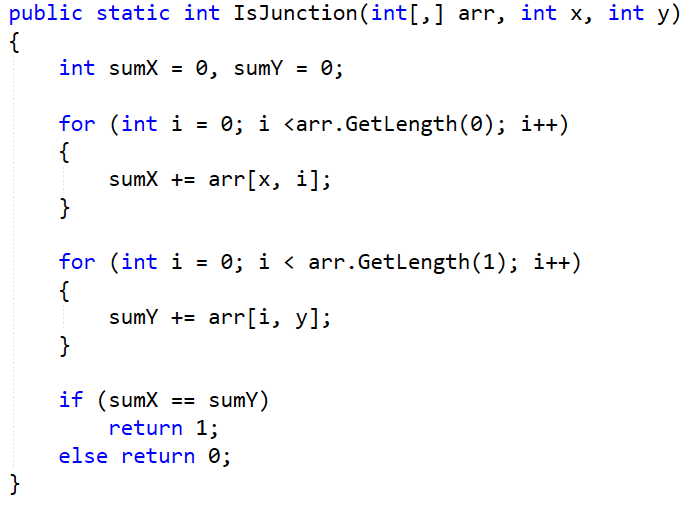 public static int IsJunction(int[,] arr, int x, int y)
{
    int sumX = 0, sumY = 0;

    for (int i = 0; i <arr.GetLength(0); i++)
    {
        sumX += arr[x, i];
    }

    for (int i = 0; i < arr.GetLength(1); i++)
    {
        sumY += arr[i, y];
    }

    if (sumX == sumY)
        return 1;
    else return 0;
}